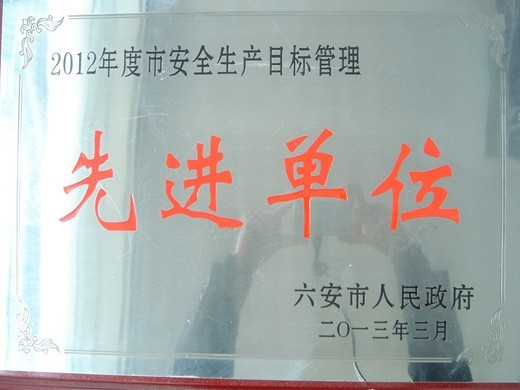 2012年度市安全生产目标管理
先进单位
六安市人民政府
二〇一三年三月